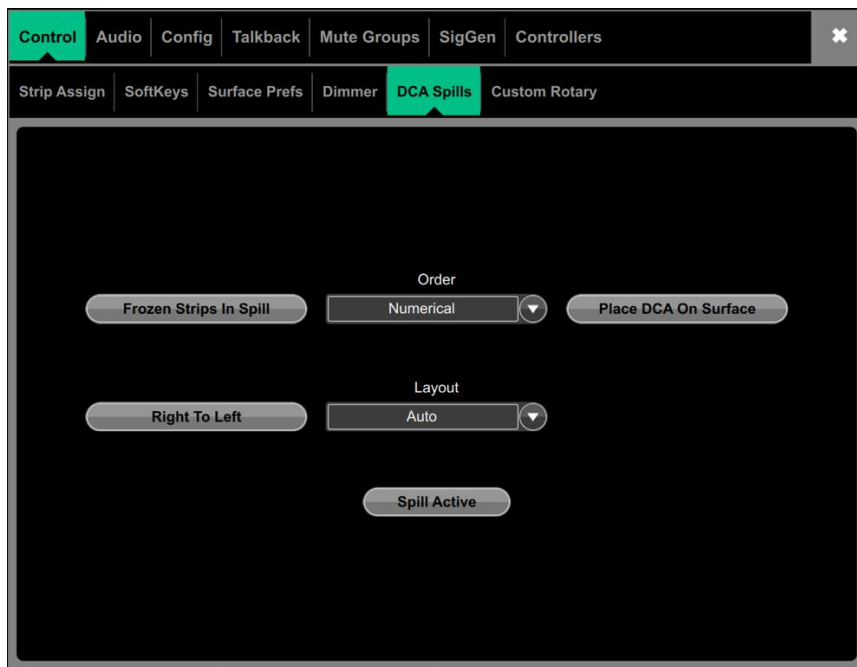 Control Audio Config Talkback Mute Groups SigGen Controllers
Strip Assign SoftKeys Surface Prefs Dimmer DCA Spills Custom Rotary
Order
Frozen Strips In Spill Numerical Place DCA On Surface
Layout
Right To Left Auto
Spill Active